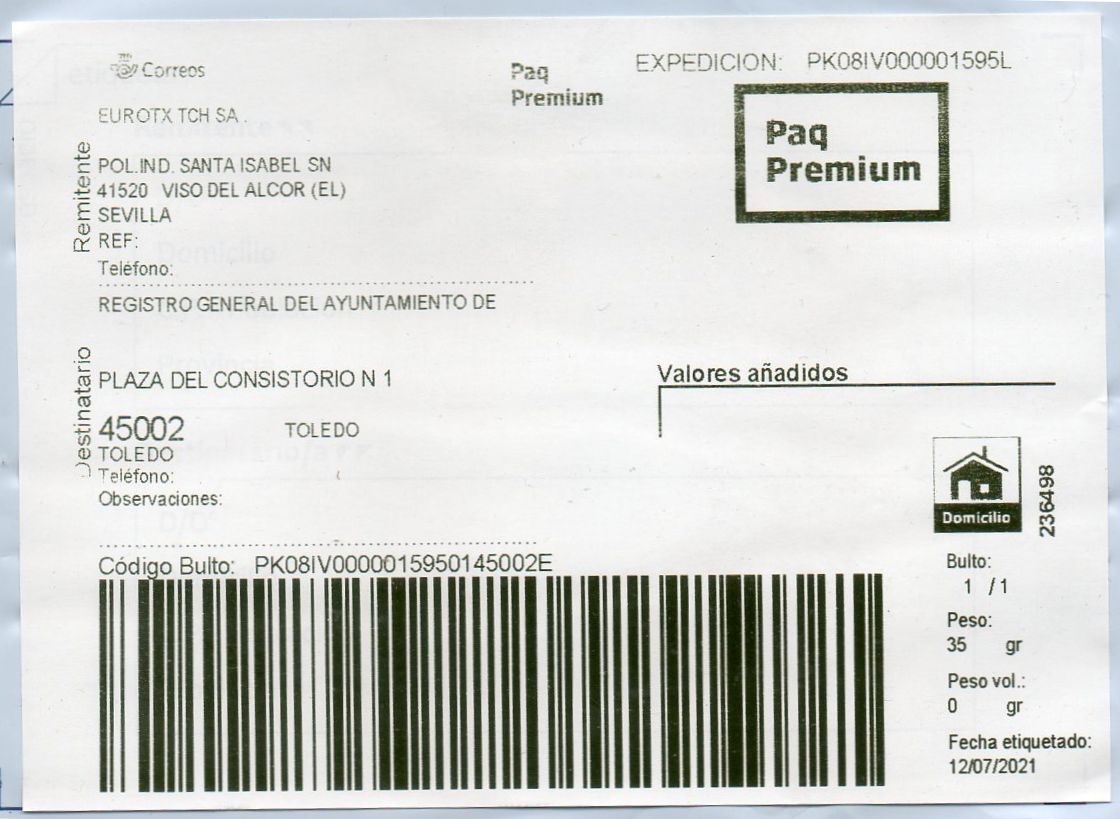 Correos
Paq
Premium
EXPEDICION: PK08IV000001595L
Paq
Premium
Remitente
EUROTX TCH SA
POL.IND. SANTA ISABEL SN
41520 VISO DEL ALCOR (EL)
SEVILLA
REF:
Teléfono:
Destinatario
REGISTRO GENERAL DEL AYUNTAMIENTO DE
PLAZA DEL CONSISTORIO N 1
45002 TOLEDO
TOLEDO
Teléfono:
Observaciones:
Valores añadidos
Domicilio
236498
Código Bulto: PK08IV0000015950145002E
Bulto:
1 / 1
Peso:
35 gr
Peso vol.:
0 gr
Fecha etiquetado:
12/07/2021